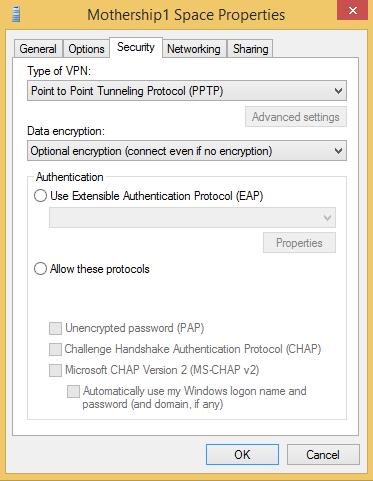 Mothership1 Space Properties
General Options Security Networking Sharing
Type of VPN:
Point to Point Tunneling Protocol (PPTP)
Advanced settings
Data encryption:
Optional encryption (connect even if no encryption)
Authentication
Use Extensible Authentication Protocol (EAP)
Properties
Allow these protocols
Unencrypted password (PAP)
Challenge Handshake Authentication Protocol (CHAP)
Microsoft CHAP Version 2 (MS-CHAP v2)
Automatically use my Windows logon name and
password (and domain, if any)
OK Cancel